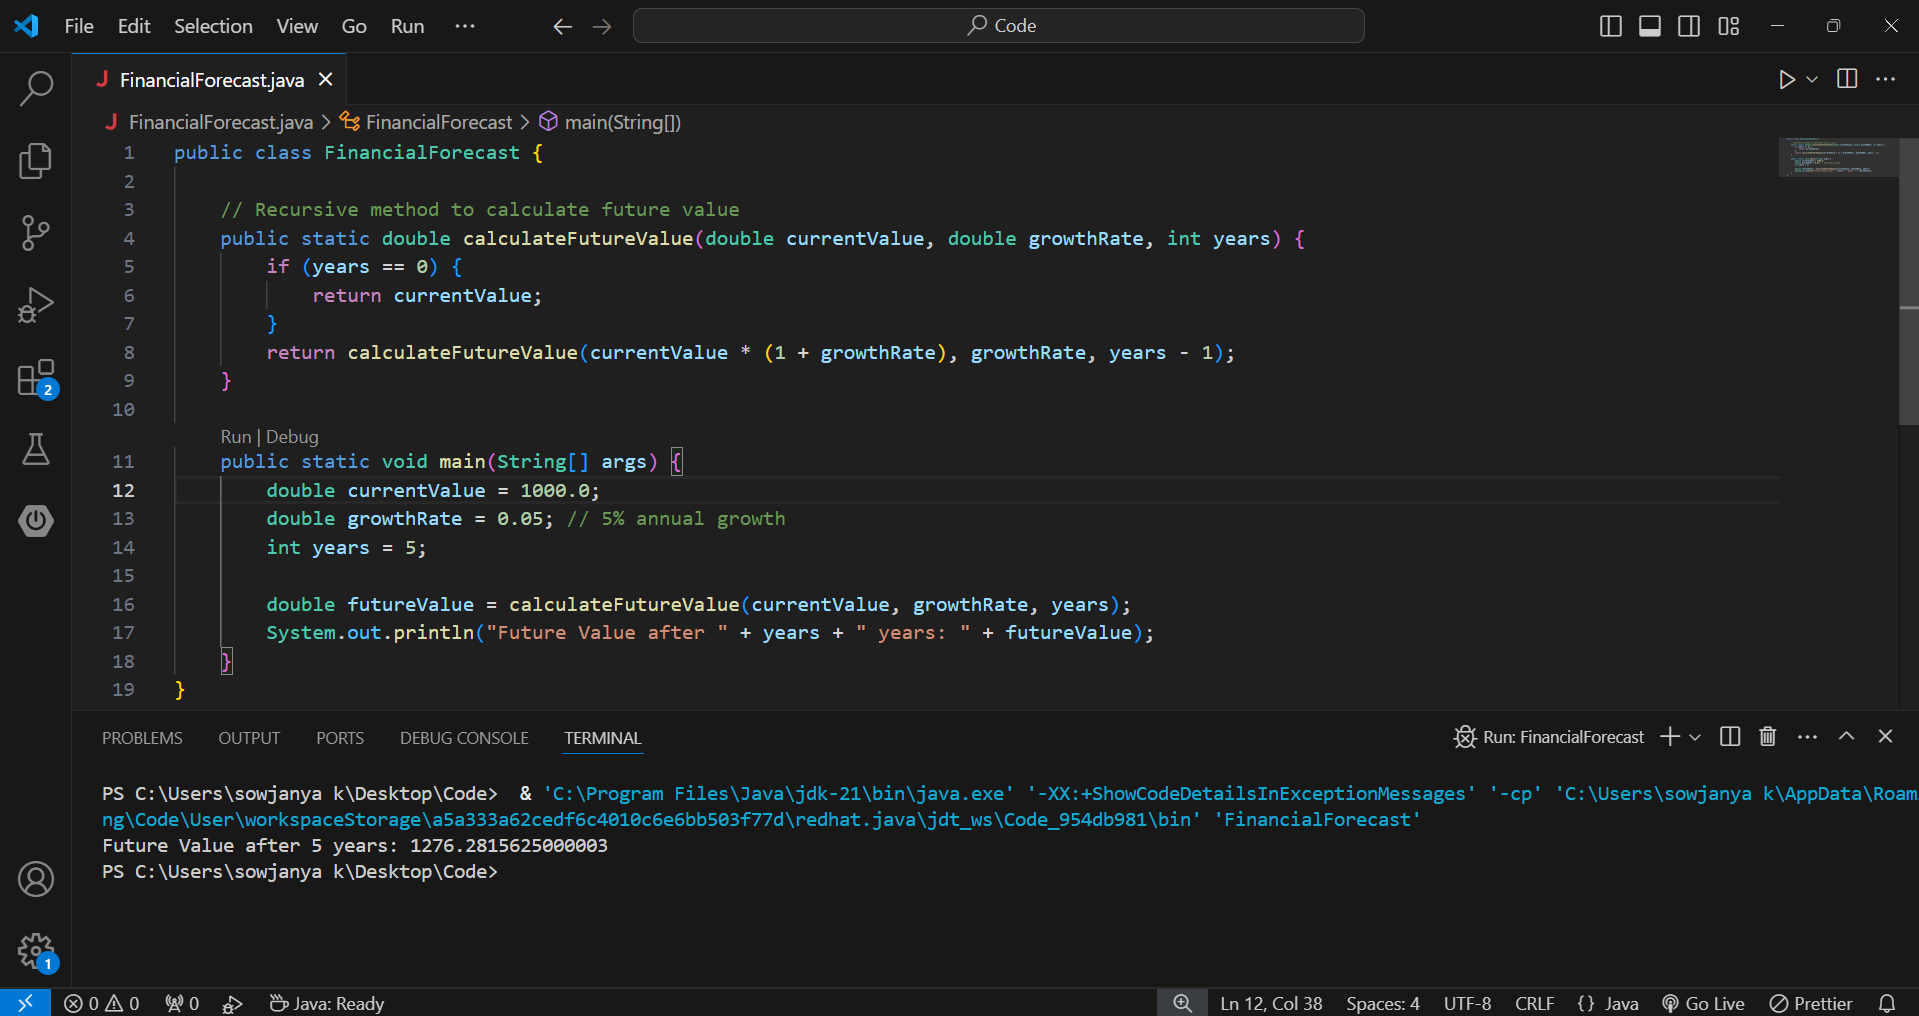 File Edit Selection View Go Run ··· Code
FinancialForecast.java
FinancialForecast.java > FinancialForecast > main(String[])
1 public class FinancialForecast {
2
3 // Recursive method to calculate future value
4 public static double calculateFutureValue(double currentValue, double growthRate, int years) {
5 if (years == 0) {
6 return currentValue;
7 }
8 return calculateFutureValue(currentValue * (1 + growthRate), growthRate, years - 1);
9 }
10
Run | Debug
11 public static void main(String[] args) {
12 double currentValue = 1000.0;
13 double growthRate = 0.05; // 5% annual growth
14 int years = 5;
15
16 double futureValue = calculateFutureValue(currentValue, growthRate, years);
17 System.out.println("Future Value after " + years + " years: " + futureValue);
18 }
19 }
2
PROBLEMS OUTPUT PORTS DEBUG CONSOLE TERMINAL Run: FinancialForecast
PS C:\Users\sowjanya k\Desktop\Code>  & 'C:\Program Files\Java\jdk-21\bin\java.exe' '-XX:+ShowCodeDetailsInExceptionMessages' '-cp' 'C:\Users\sowjanya k\AppData\Roam
ng\Code\User\workspaceStorage\a5a333a62cedf6c4010c6e6bb503f77d\redhat.java\jdt_ws\Code_954db981\bin' 'FinancialForecast'
Future Value after 5 years: 1276.2815625000003
PS C:\Users\sowjanya k\Desktop\Code>
1
0 0 0 Java: Ready Ln 12, Col 38 Spaces: 4 UTF-8 CRLF {} Java Go Live Prettier